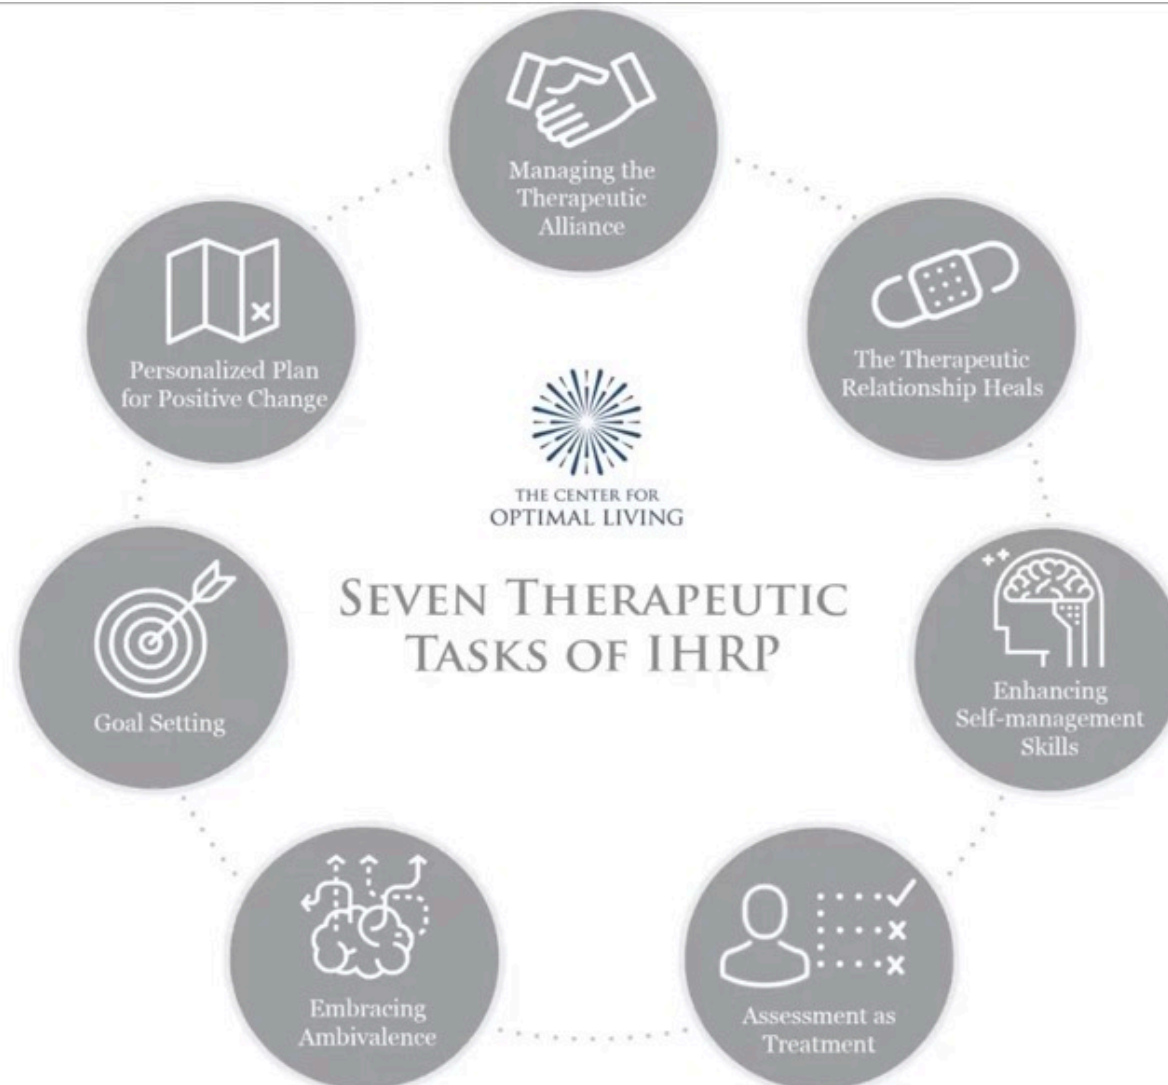 Managing the
Therapeutic
Alliance
The Therapeutic
Relationship Heals
Enhancing
Self-management
Skills
Assessment as
Treatment
Embracing
Ambivalence
Goal Setting
Personalized Plan
for Positive Change
THE CENTER FOR
OPTIMAL LIVING
SEVEN THERAPEUTIC
TASKS OF IHRP